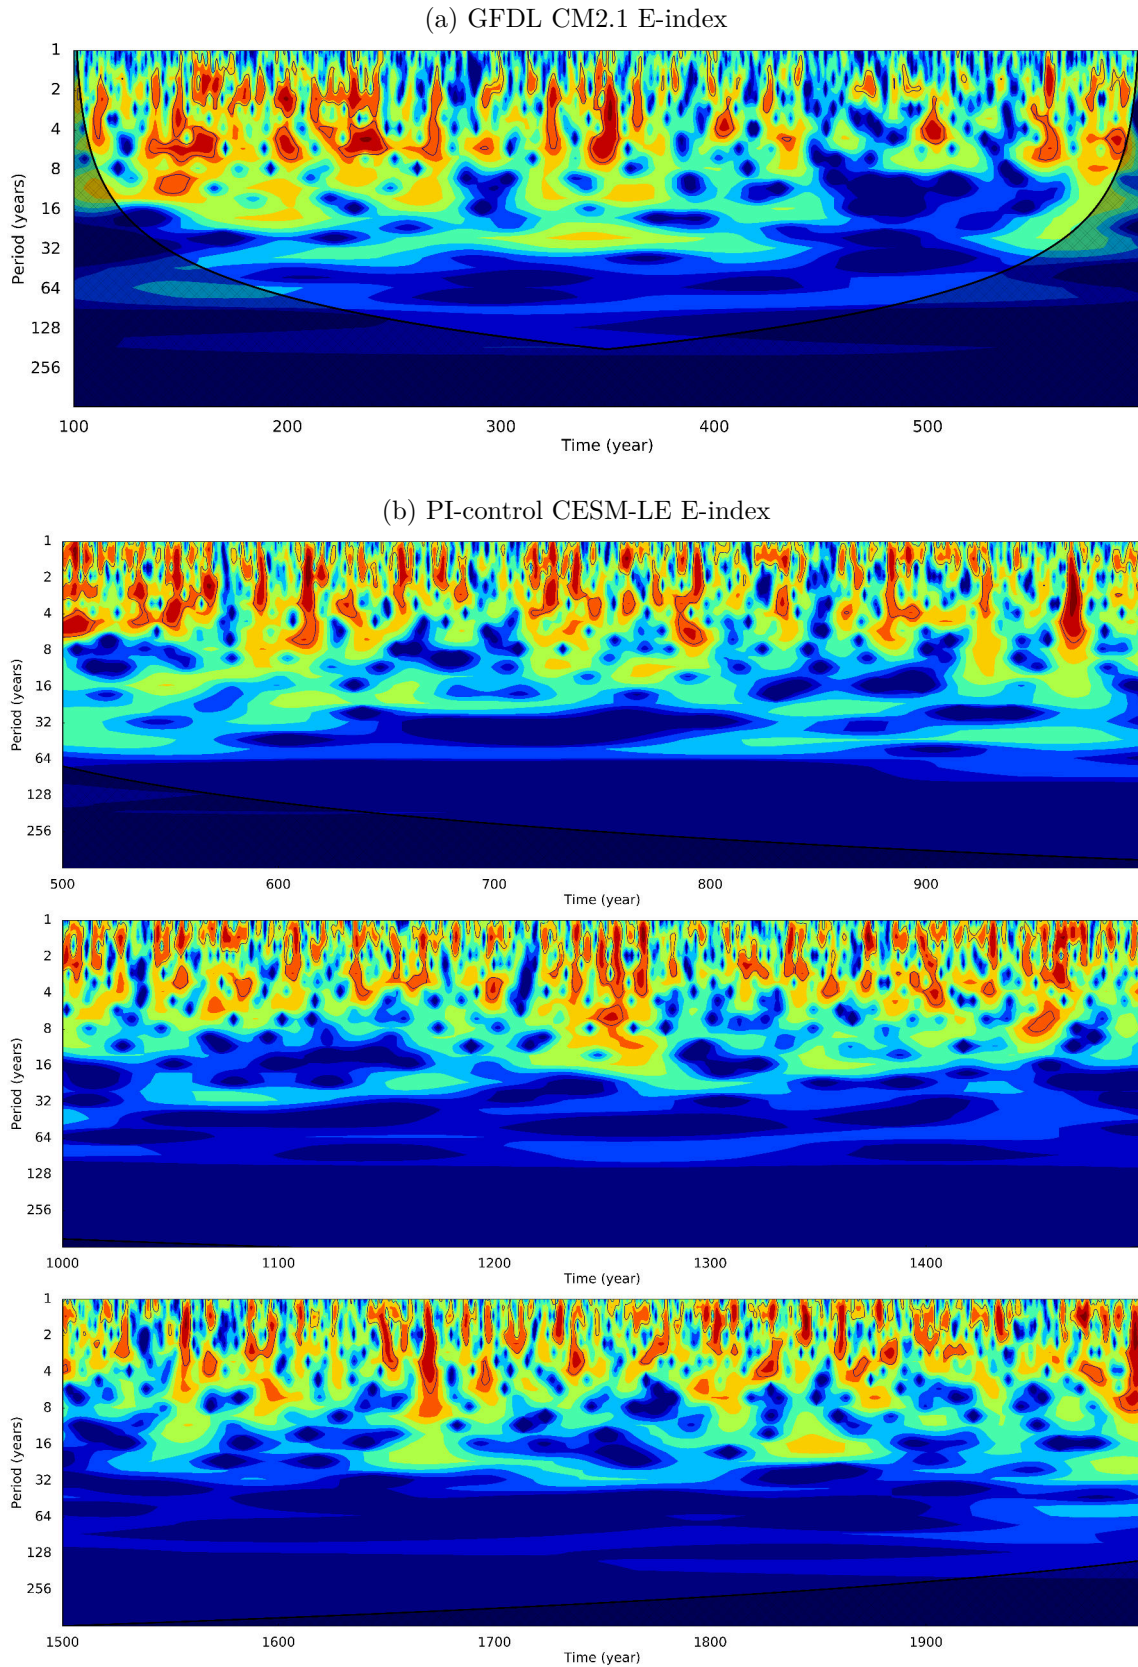 (a) GFDL CM2.1 E-index
1
2
4
8
16
32
64
128
256
Period (years)
100 200 300 400 500
Time (year)
(b) PI-control CESM-LE E-index
1
2
4
8
16
32
64
128
256
Period (years)
500 600 700 800 900
Time (year)
1
2
4
8
16
32
64
128
256
Period (years)
1000 1100 1200 1300 1400
Time (year)
1
2
4
8
16
32
64
128
256
Period (years)
1500 1600 1700 1800 1900
Time (year)